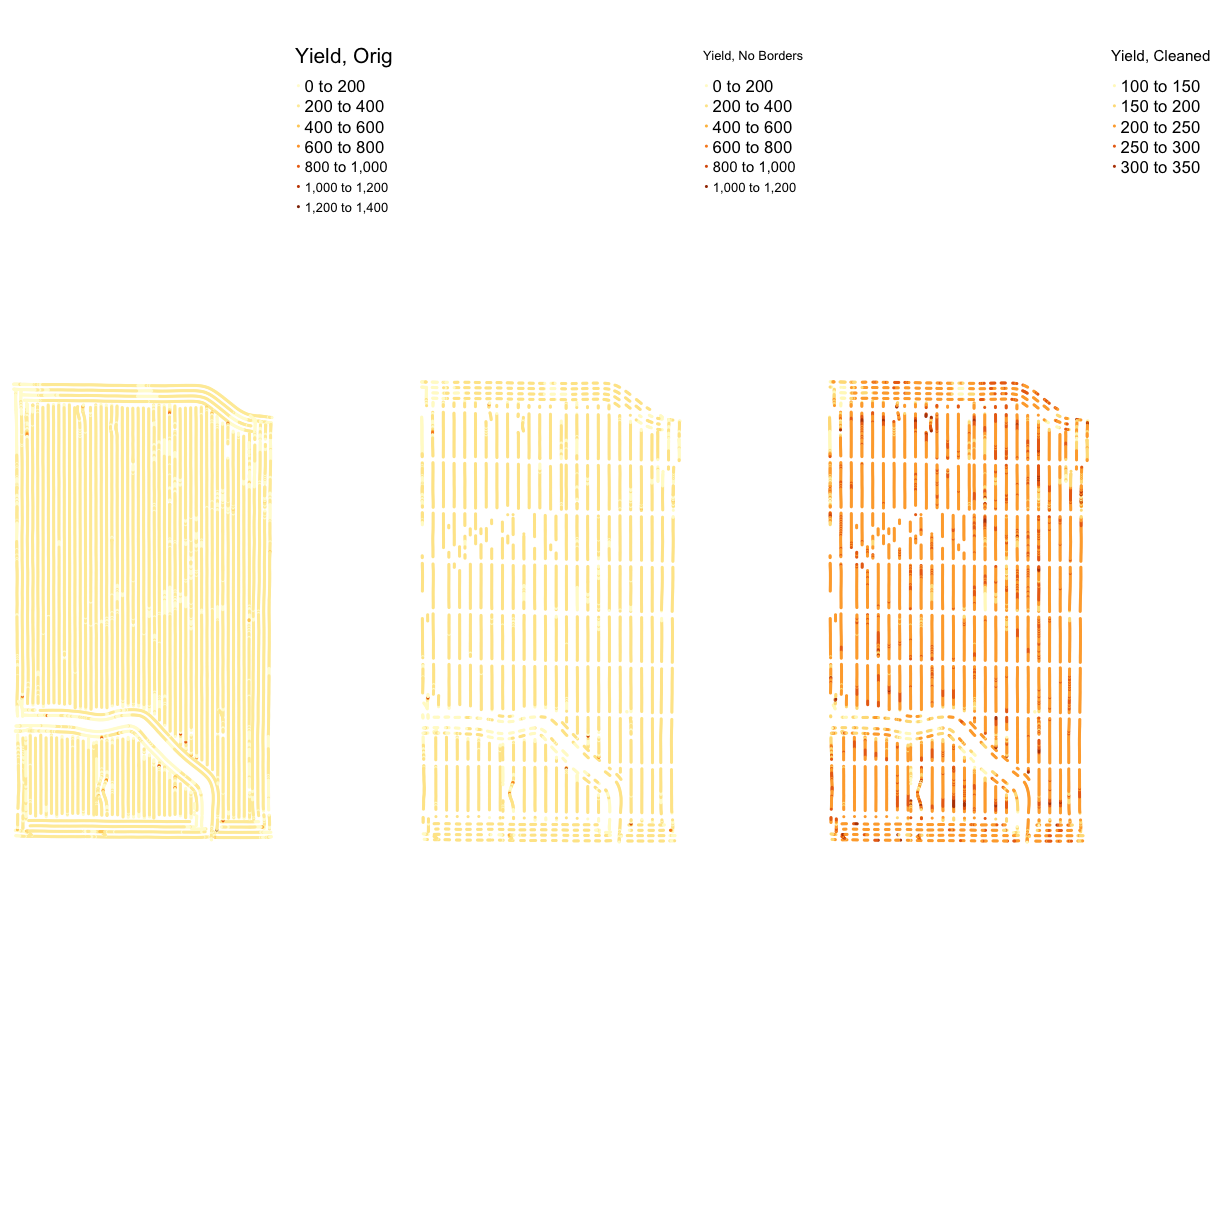 Yield, Orig
0 to 200
200 to 400
400 to 600
600 to 800
800 to 1,000
1,000 to 1,200
1,200 to 1,400
Yield, No Borders
0 to 200
200 to 400
400 to 600
600 to 800
800 to 1,000
1,000 to 1,200
Yield, Cleaned
100 to 150
150 to 200
200 to 250
250 to 300
300 to 350